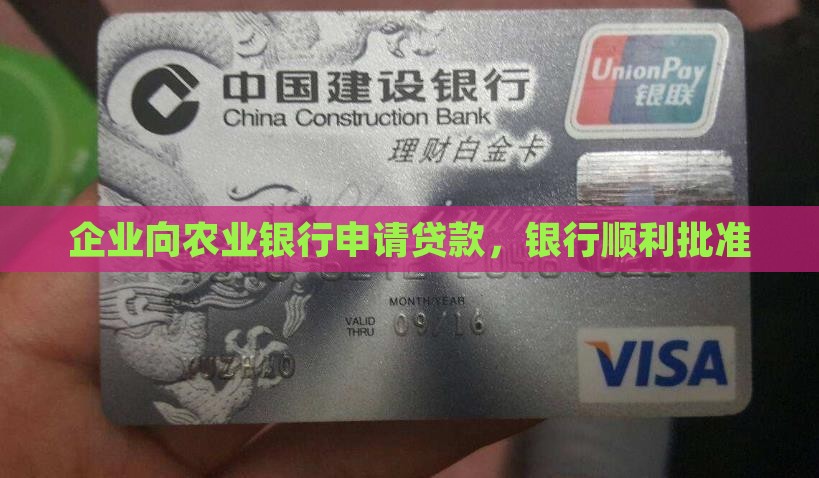 中国建设银行
China Construction Bank
UnionPay
银联
理财白金卡
企业向农业银行申请贷款，银行顺利批准
MONTH/YEAR
VALID
THRU
09/16
VISA